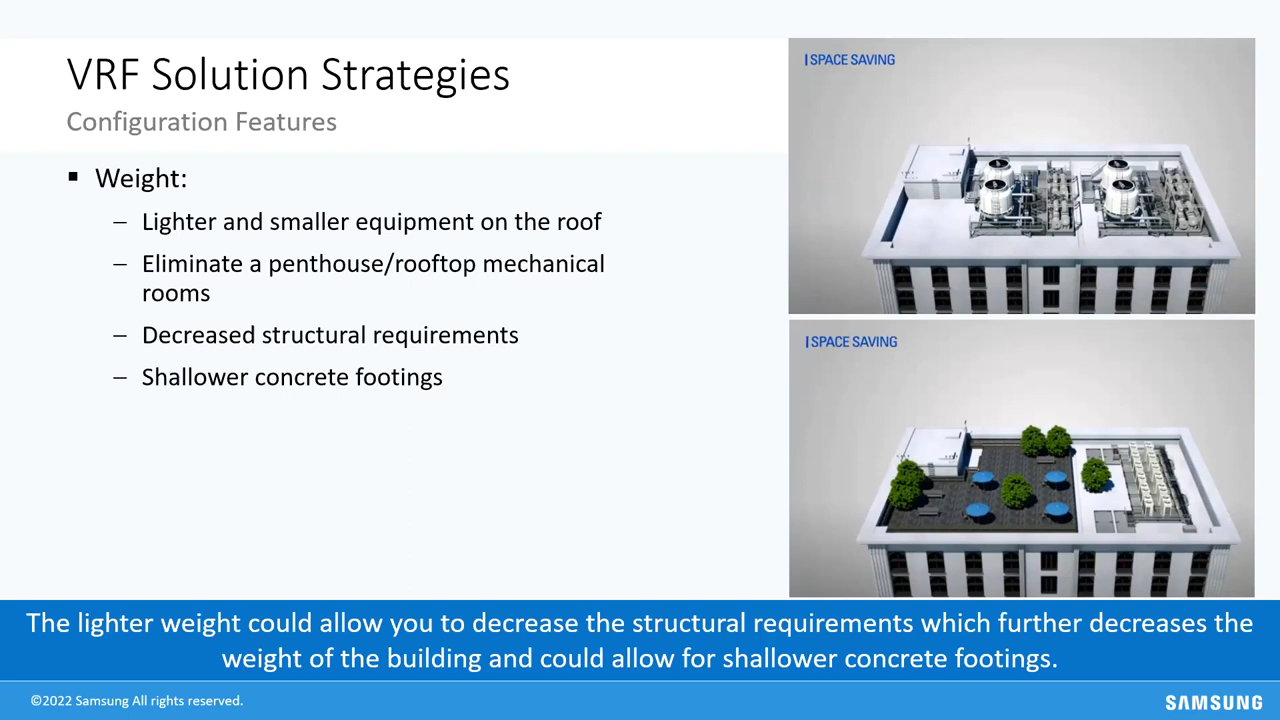 VRF Solution Strategies
Configuration Features
▪ Weight:
– Lighter and smaller equipment on the roof
– Eliminate a penthouse/rooftop mechanical
rooms
– Decreased structural requirements
– Shallower concrete footings
| SPACE SAVING
| SPACE SAVING
The lighter weight could allow you to decrease the structural requirements which further decreases the
weight of the building and could allow for shallower concrete footings.
©2022 Samsung All rights reserved.
SAMSUNG